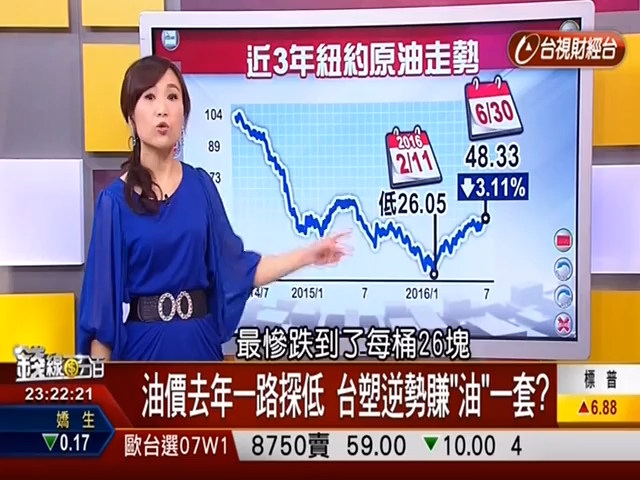 近3年紐約原油走勢
台視財經台
104
89
73
6/30
2016
2/11
48.33
低26.05
3.11%
2015/1
7
2016/1
7
最慘跌到了每桶26塊
錢線百分百
23:22:21
油價去年一路探低 台塑逆勢賺"油"一套?
標普
▲6.88
嬌生
▼0.17
歐台選07W1
8750賣 59.00 ▼10.00 4